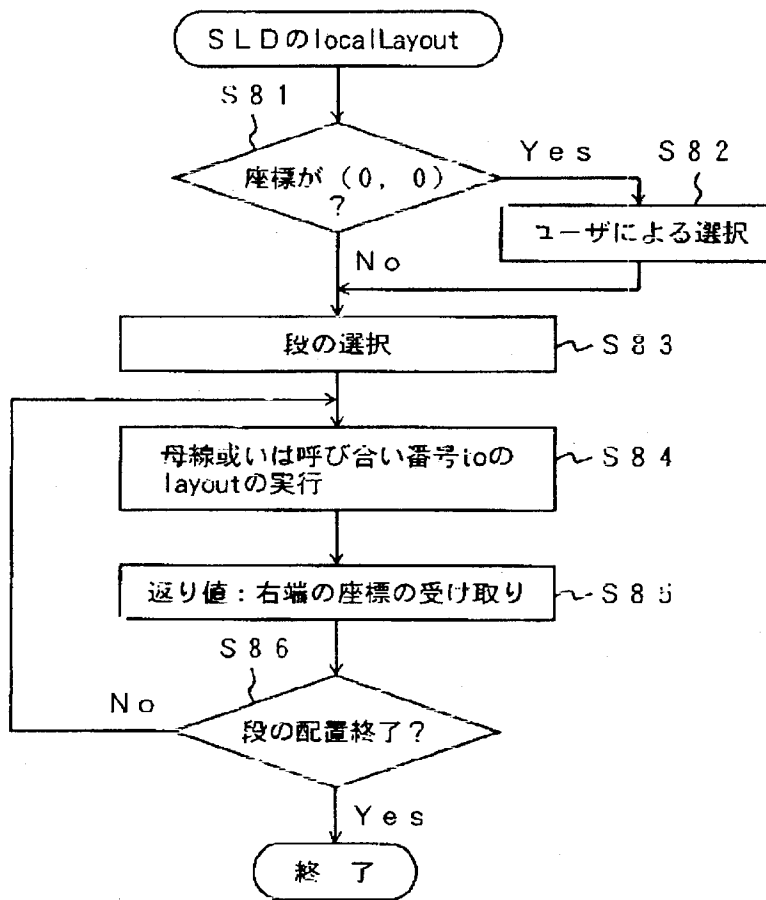 SLDのlocalLayout
S81
座標が (0, 0)
?
Yes
S82
ユーザによる選択
No
段の選択
S83
母線或いは呼び合い番号ioの
layoutの実行
S84
返り値：右端の座標の受け取り
S85
S86
段の配置終了？
No
Yes
終 了